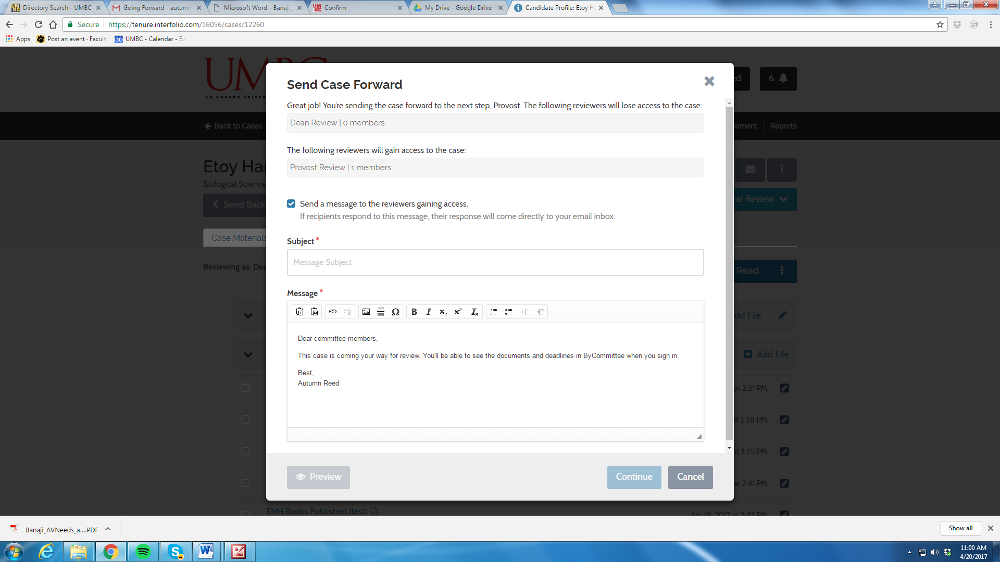 Directory Search - UMBC
Going Forward - autumn
Microsoft Word - Banaji_
Confirm
My Drive - Google Drive
Candidate Profile: Etoy H
Secure https://tenure.interfolio.com/16056/cases/12260
Apps Post an event · Faculty UMBC - Calendar - Ev
30
UMBC
AN HONORS UNIVER
ed 6
Back to Cases
ement Reports
Etoy Har
Biological Science
Send Back
ear Review
Case Materials
Reviewing as: Dea
Read
Send Case Forward
Great job! You're sending the case forward to the next step, Provost. The following reviewers will lose access to the case:
Dean Review | 0 members
The following reviewers will gain access to the case:
Provost Review | 1 members
Send a message to the reviewers gaining access.
If recipients respond to this message, their response will come directly to your email inbox.
Subject *
Message Subject
Message *
Dear committee members,
This case is coming your way for review. You'll be able to see the documents and deadlines in ByCommittee when you sign in.
Best,
Autumn Reed
Preview Continue Cancel
dd File
Add File
at 2:31 PM
at 2:28 PM
at 2:25 PM
at 2:41 PM
EMH.Books Published (test) Apr 19, 2017 at 2:43 PM
Banaji_AVNeeds_a....PDF
Show all
4
11:00 AM
4/20/2017